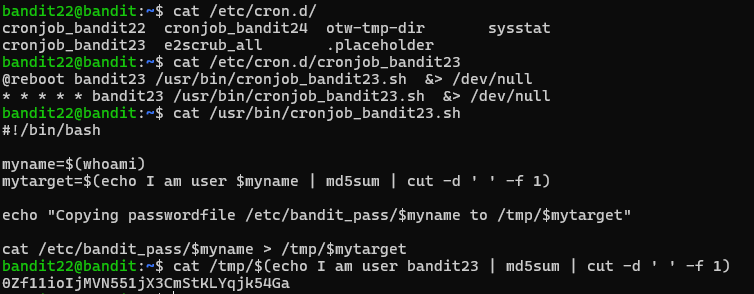 bandit22@bandit:~$ cat /etc/cron.d/
cronjob_bandit22 cronjob_bandit24 otw-tmp-dir sysstat
cronjob_bandit23 e2scrub_all .placeholder
bandit22@bandit:~$ cat /etc/cron.d/cronjob_bandit23
@reboot bandit23 /usr/bin/cronjob_bandit23.sh &> /dev/null
* * * * * bandit23 /usr/bin/cronjob_bandit23.sh &> /dev/null
bandit22@bandit:~$ cat /usr/bin/cronjob_bandit23.sh
#!/bin/bash
myname=$(whoami)
mytarget=$(echo I am user $myname | md5sum | cut -d ' ' -f 1)
echo "Copying passwordfile /etc/bandit_pass/$myname to /tmp/$mytarget"
cat /etc/bandit_pass/$myname > /tmp/$mytarget
bandit22@bandit:~$ cat /tmp/$(echo I am user bandit23 | md5sum | cut -d ' ' -f 1)
0Zf11ioIjMVN551jX3CmStKLYqjk54Ga